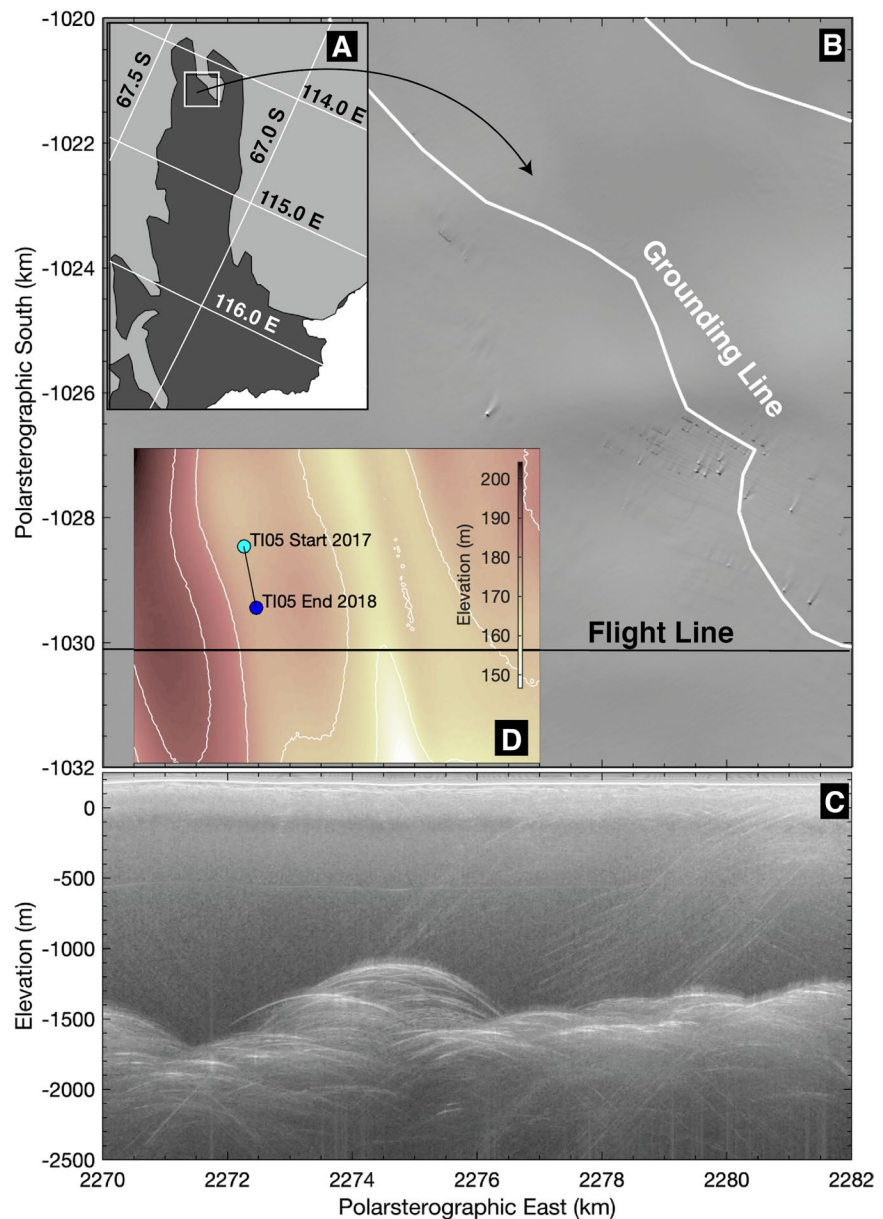 -1020
-1022
-1024
-1026
-1028
-1030
-1032
Polarsterographic South (km)
A
67.5 S
67.0 S
114.0 E
115.0 E
116.0 E
B
Grounding Line
Flight Line
TI05 Start 2017
TI05 End 2018
Elevation (m)
200
190
180
170
160
150
D
C
0
-500
-1000
-1500
-2000
-2500
Elevation (m)
2270
2272
2274
2276
2278
2280
2282
Polarsterographic East (km)